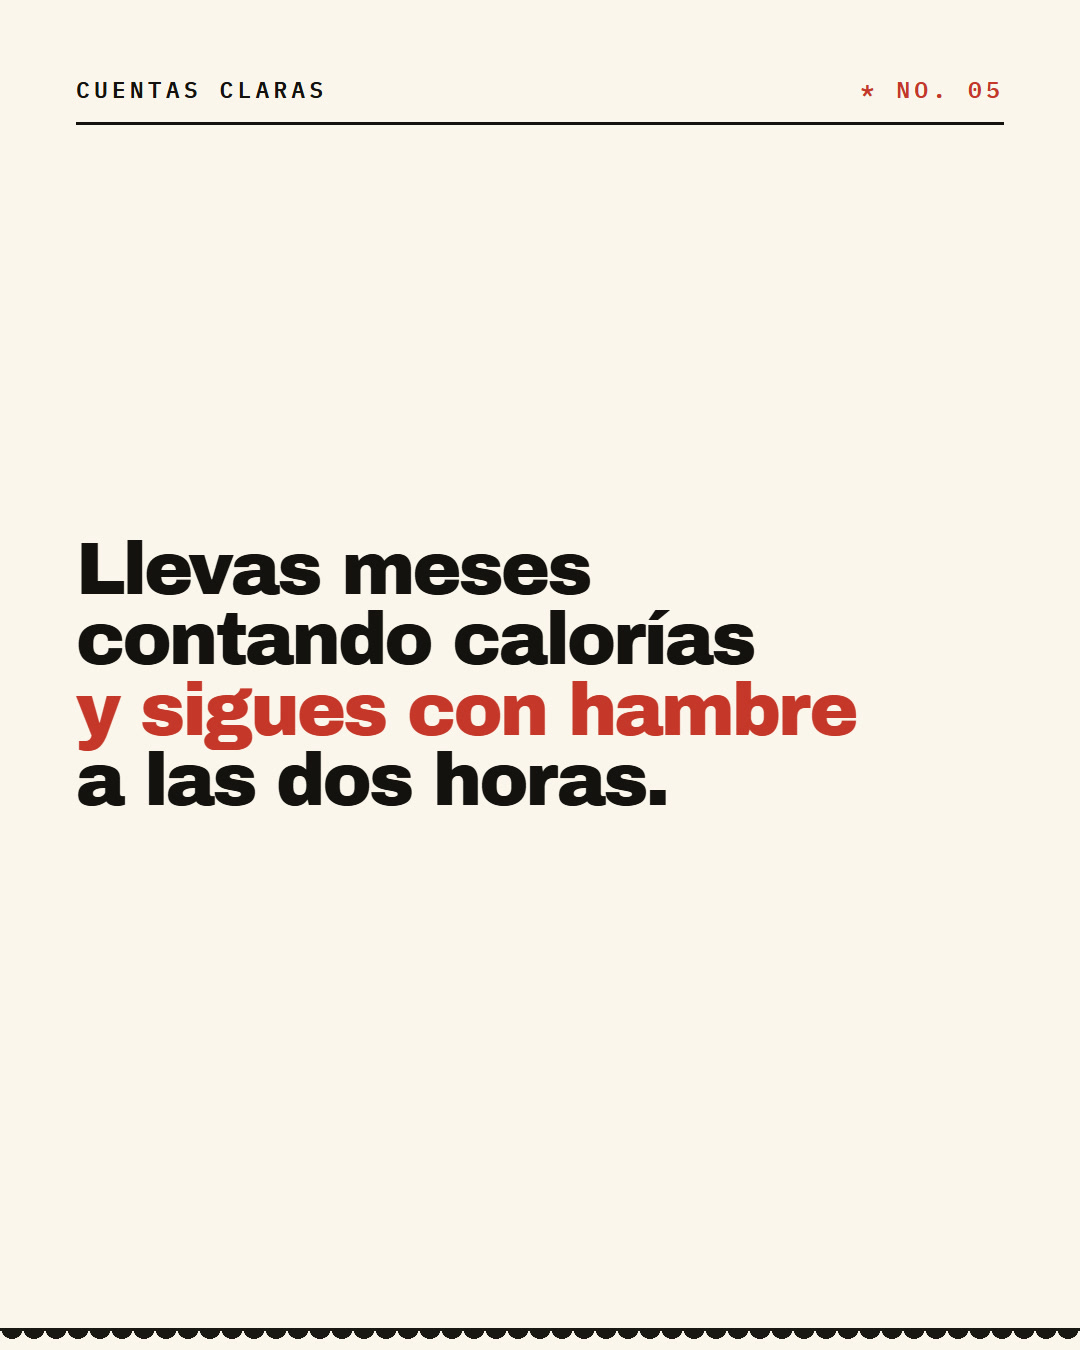 CUENTAS CLARAS
* NO. 05
Llevas meses
contando calorías
y sigues con hambre
a las dos horas.